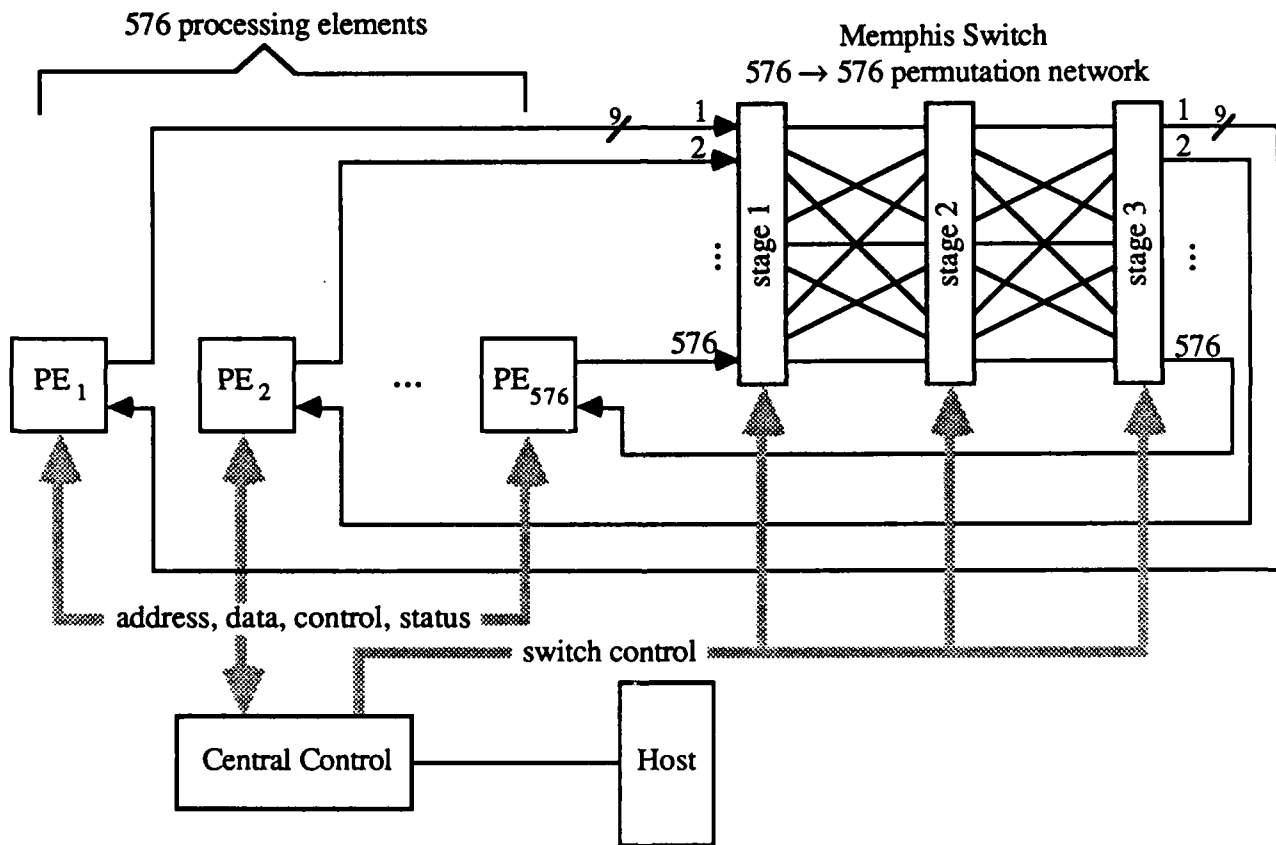 576 processing elements
Memphis Switch
576 → 576 permutation network
9
1
2
...
576
stage 1
stage 2
stage 3
1
9
2
...
576
PE 1
PE 2
...
PE 576
address, data, control, status
switch control
Central Control
Host